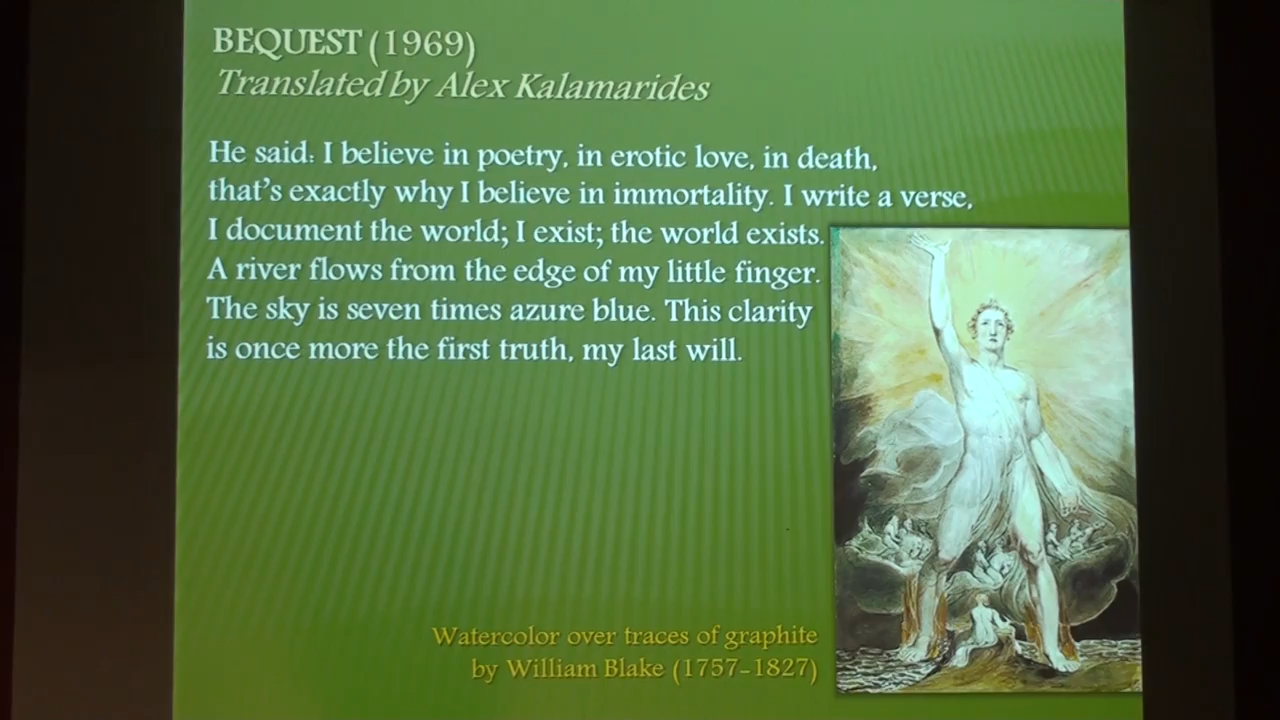 BEQUEST (1969)
Translated by Alex Kalamarides
He said: I believe in poetry, in erotic love, in death,
that's exactly why I believe in immortality. I write a verse,
I document the world; I exist; the world exists.
A river flows from the edge of my little finger.
The sky is seven times azure blue. This clarity
is once more the first truth, my last will.
Watercolor over traces of graphite
by William Blake (1757-1827)